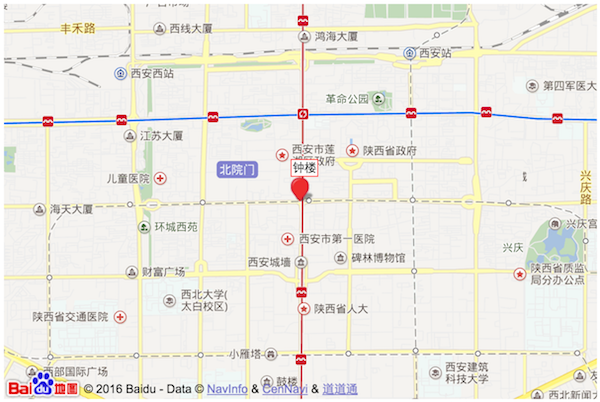 丰禾路
西线大厦
鸿海大厦
西安站
西安西站
第四军医大
革命公园
江苏大厦
西安市莲
湖区政府
陕西省政府
北院门
钟楼
儿童医院
兴庆路
海天大厦
环城西苑
兴庆宫
西安市第一医院
兴庆
西安城墙
碑林博物馆
财富广场
陕西省质监
局分办公点
西北大学(
太白校区)
陕西省人大
陕西省交通医院
小雁塔
西部国际广场
西安建筑
科技大学
鼓楼
西北新闻大
Bai du 地图
© 2016 Baidu - Data © NavInfo & CenNavi & 道道通